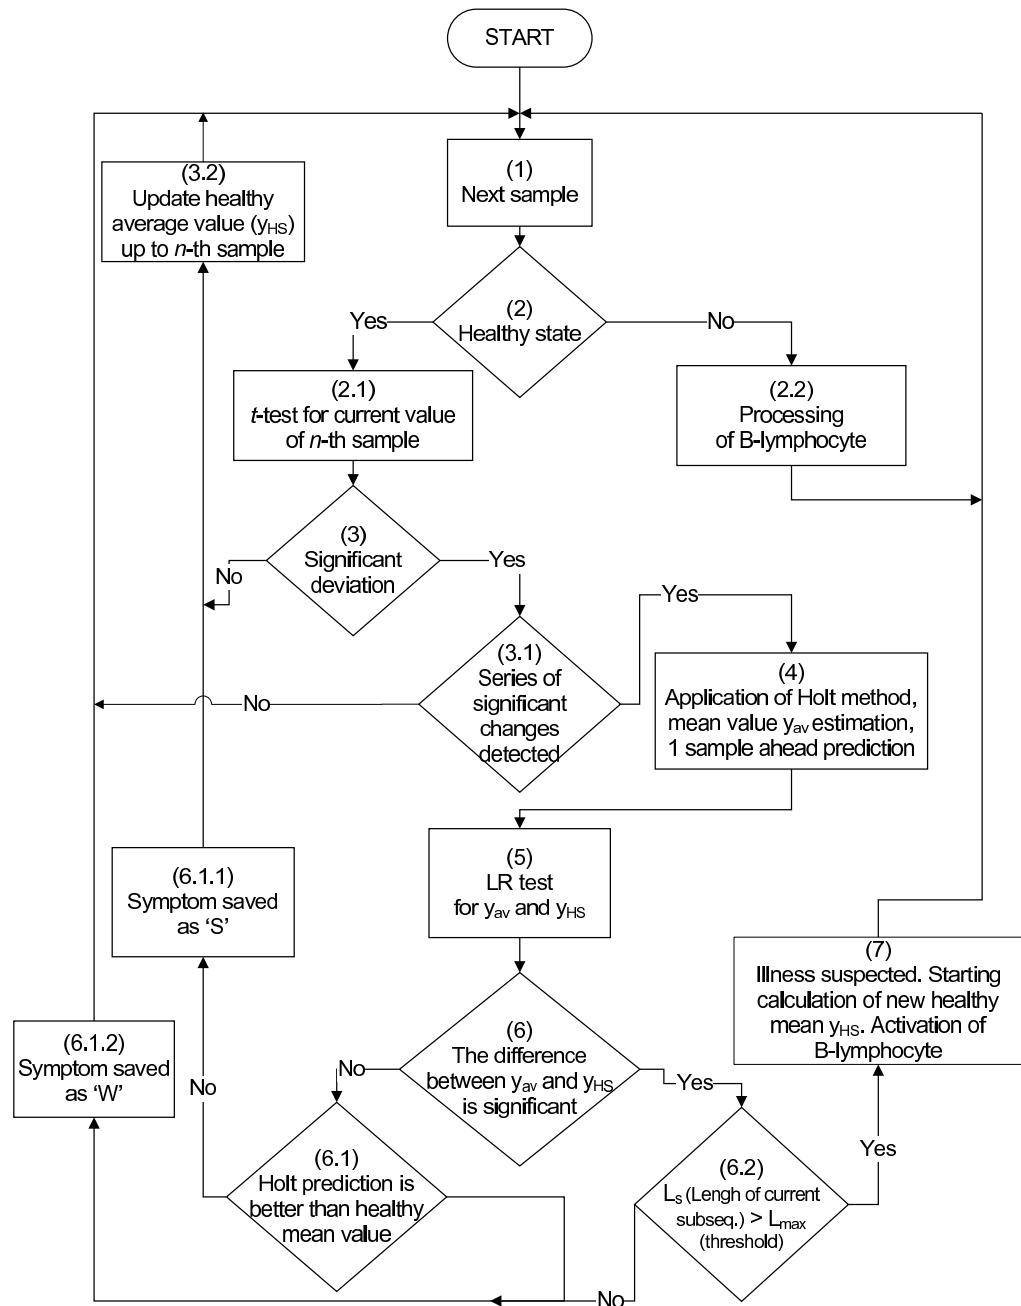 START
(1)
Next sample
(3.2)
Update healthy
average value (yHS)
up to n-th sample
(2)
Healthy state
Yes
No
(2.1)
t-test for current value
of n-th sample
(2.2)
Processing
of B-lymphocyte
(3)
Significant
deviation
No
Yes
Yes
(3.1)
Series of
significant
changes
detected
No
(4)
Application of Holt method,
mean value yav estimation,
1 sample ahead prediction
(5)
LR test
for yav and yHS
(6.1.1)
Symptom saved
as ‘S’
(7)
Illness suspected. Starting
calculation of new healthy
mean yHS. Activation of
B-lymphocyte
(6)
The difference
between yav and yHS
is significant
(6.1.2)
Symptom saved
as ‘W’
No
No
Yes
Yes
(6.1)
Holt prediction is
better than healthy
mean value
(6.2)
Ls (Lengh of current
subseq.) > Lmax
(threshold)
No